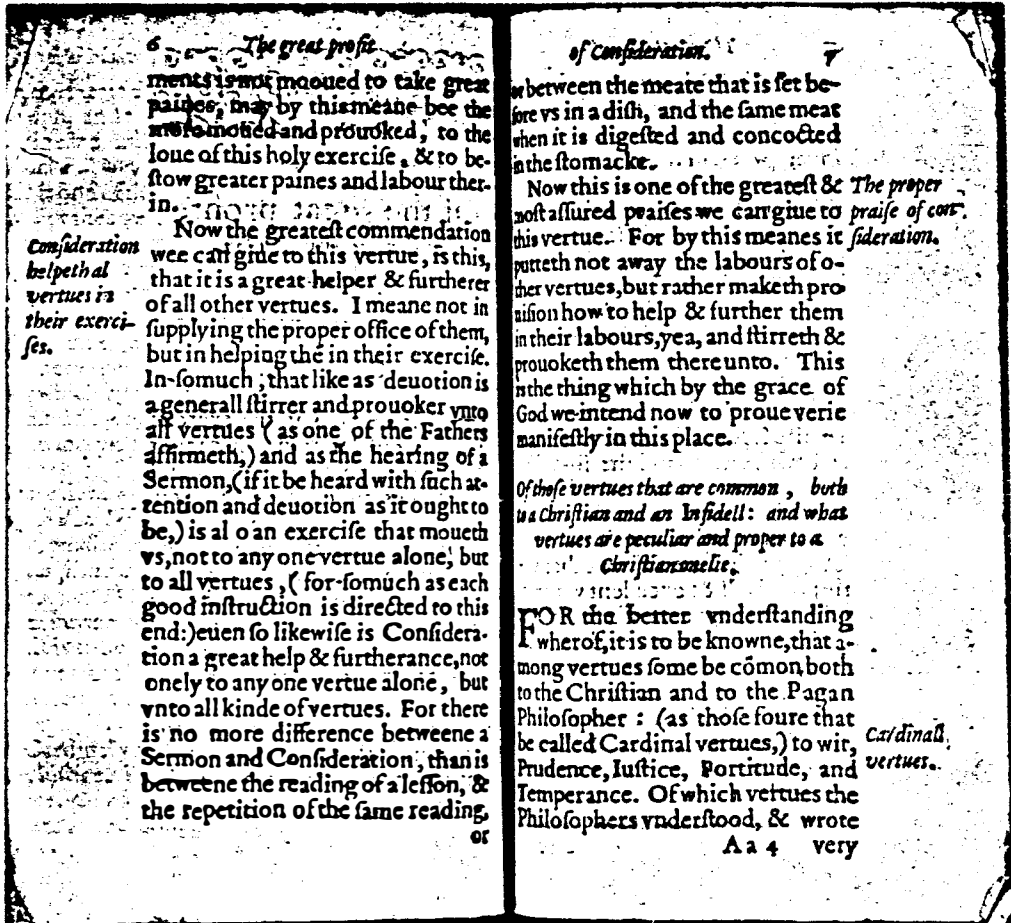 6 The great profit
ments is not mooued to take great
paines, may by this meane bee the
more moued and prouoked, to the
loue of this holy exercise, & to be-
ſtow greater paines and labour ther-
in.
Now the greateſt commendation
wee can giue to this vertue, is this,
that it is a great helper & furtherer
of all other vertues. I meane not in
ſupplying the proper office of them,
but in helping thē in their exerciſe.
In-ſomuch, that like as deuotion is
a generall ſtirrer and prouoker vnto
all vertues (as one of the Fathers
affirmeth,) and as the hearing of a
Sermon, (if it be heard with ſuch at-
tention and deuotion as it ought to
be,) is al o an exerciſe that moueth
vs, not to any one vertue alone, but
to all vertues, (for-ſomuch as each
good inſtruction is directed to this
end:) euen ſo likewiſe is Conſidera-
tion a great help & furtherance, not
onely to any one vertue alone, but
vnto all kinde of vertues. For there
is no more difference betweene a
Sermon and Conſideration, than is
betweene the reading of a leſſon, &
the repetition of the ſame reading,
or
Conſideration
helpeth al
vertues in
their exerci-
ſes.
of Conſideration. 7
or between the meate that is ſet be-
fore vs in a diſh, and the ſame meat
when it is digeſted and concocted
in the ſtomacke.
Now this is one of the greateſt &
moſt aſſured praiſes we can giue to
this vertue. For by this meanes it
putteth not away the labours of o-
ther vertues, but rather maketh pro
uiſion how to help & further them
in their labours, yea, and ſtirreth &
prouoketh them thereunto. This
is the thing which by the grace of
God we intend now to proue verie
manifeſtly in this place.
The proper
praiſe of con-
ſideration.
Of thoſe vertues that are common, both
to a Chriſtian and an Infidell: and what
vertues are peculiar and proper to a
Chriſtian onelie.
FOR the better vnderſtanding
wherof, it is to be knowne, that a-
mong vertues ſome be cōmon both
to the Chriſtian and to the Pagan
Philoſopher: (as thoſe foure that
be called Cardinal vertues,) to wit,
Prudence, Iuſtice, Fortitude, and
Temperance. Of which vertues the
Philoſophers vnderſtood, & wrote
Aa 4 very
Cardinall
vertues.